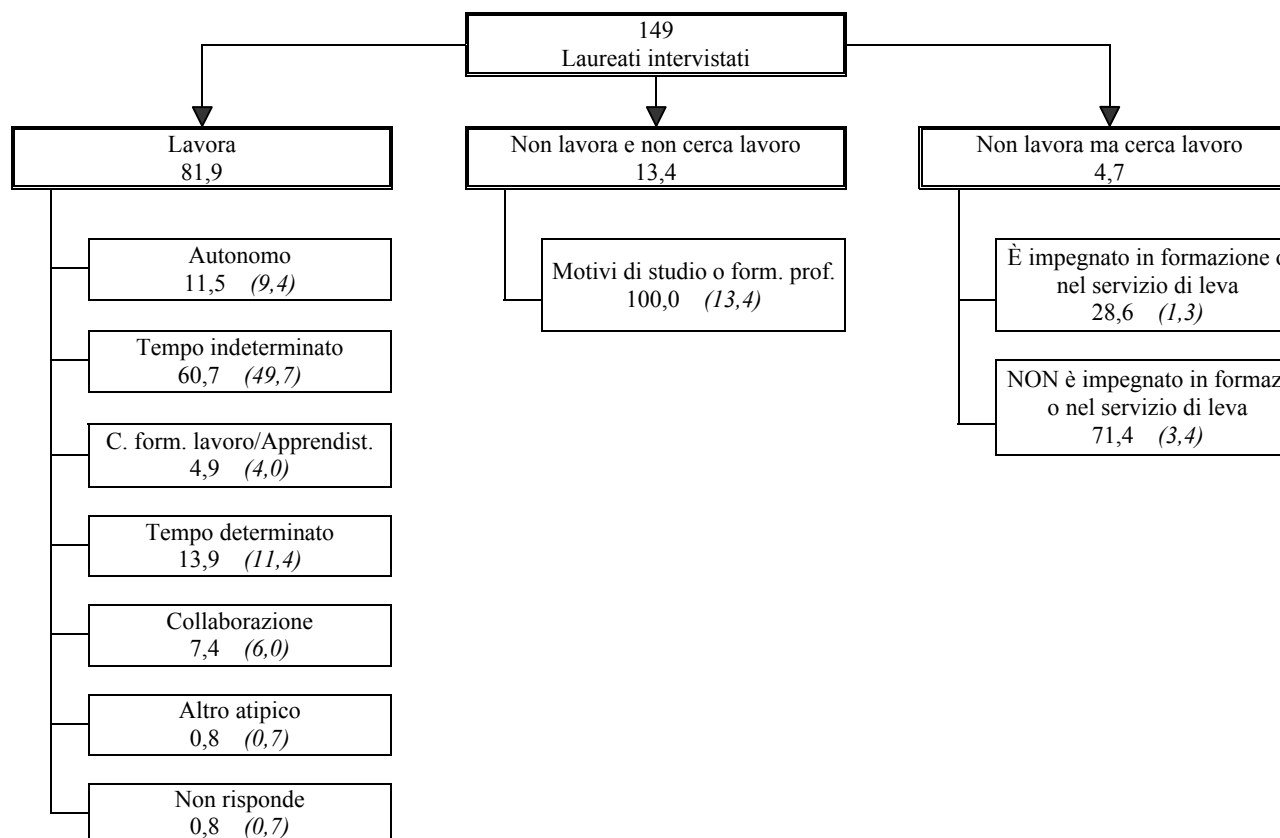 149
Laureati intervistati
Lavora
81,9
Autonomo
11,5 (9,4)
Tempo indeterminato
60,7 (49,7)
C. form. lavoro/Apprendist.
4,9 (4,0)
Tempo determinato
13,9 (11,4)
Collaborazione
7,4 (6,0)
Altro atipico
0,8 (0,7)
Non risponde
0,8 (0,7)
Non lavora e non cerca lavoro
13,4
Motivi di studio o form. prof.
100,0 (13,4)
Non lavora ma cerca lavoro
4,7
È impegnato in formazione
nel servizio di leva
28,6 (1,3)
NON è impegnato in
o nel servizio di leva
71,4 (3,4)